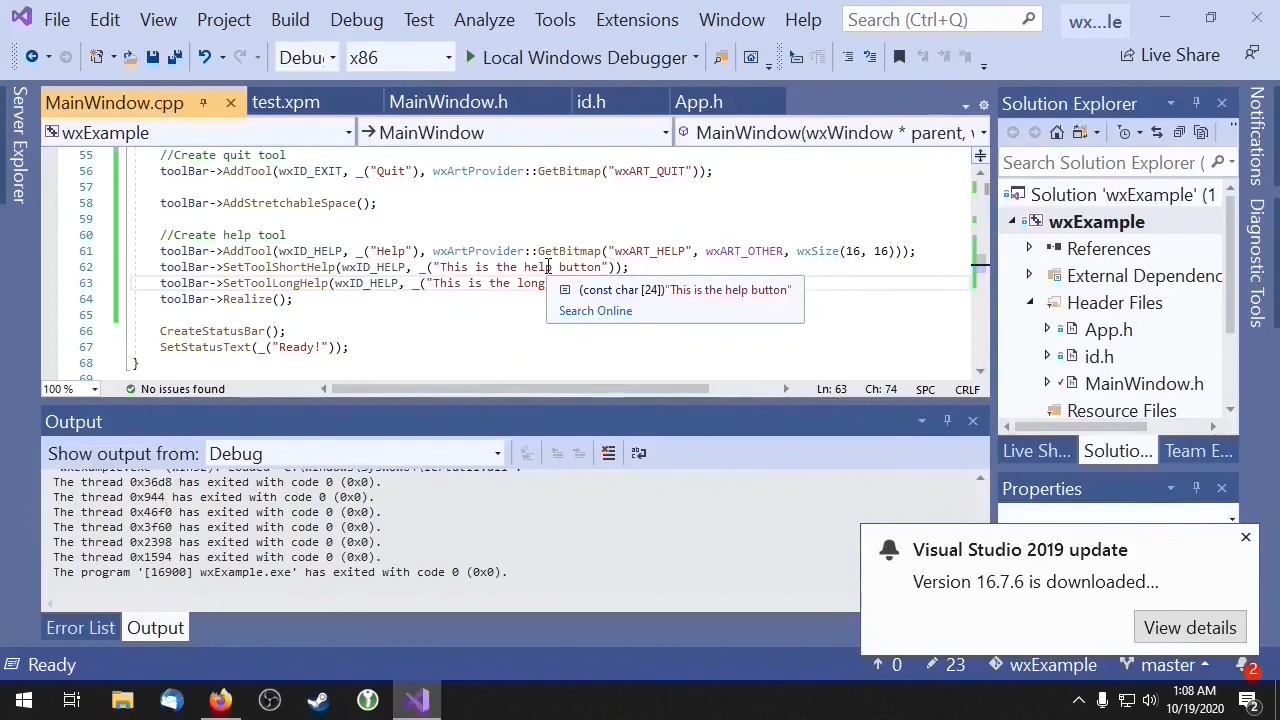 File Edit View Project Build Debug Test Analyze Tools Extensions Window Help Search (Ctrl+Q) wx...le
Debu x86 Local Windows Debugger Live Share
Server Explorer
MainWindow.cpp test.xpm MainWindow.h id.h App.h
wxExample MainWindow MainWindow(wxWindow * parent, v
55 //Create quit tool
56 toolBar->AddTool(wxID_EXIT, _("Quit"), wxArtProvider::GetBitmap("wxART_QUIT"));
57
58 toolBar->AddStretchableSpace();
59
60 //Create help tool
61 toolBar->AddTool(wxID_HELP, _("Help"), wxArtProvider::GetBitmap("wxART_HELP", wxART_OTHER, wxSize(16, 16)));
62 toolBar->SetToolShortHelp(wxID_HELP, _("This is the help button"));
63 toolBar->SetToolLongHelp(wxID_HELP, _("This is the long
64 toolBar->Realize();
65
66 CreateStatusBar();
67 SetStatusText(_("Ready!"));
68 }
69
(const char [24])"This is the help button"
Search Online
100 % No issues found Ln: 63 Ch: 74 SPC CRLF
Output
Show output from: Debug
The thread 0x36d8 has exited with code 0 (0x0).
The thread 0x944 has exited with code 0 (0x0).
The thread 0x46f0 has exited with code 0 (0x0).
The thread 0x3f60 has exited with code 0 (0x0).
The thread 0x2398 has exited with code 0 (0x0).
The thread 0x1594 has exited with code 0 (0x0).
The program '[16900] wxExample.exe' has exited with code 0 (0x0).
Error List Output
Solution Explorer
Search Solution Explorer (
Solution 'wxExample' (1
wxExample
References
External Dependenc
Header Files
App.h
id.h
MainWindow.h
Resource Files
Live Sh... Solutio... Team E...
Properties
Notifications
Diagnostic Tools
Visual Studio 2019 update
Version 16.7.6 is downloaded...
View details
Ready 0 23 wxExample master 2
1:08 AM
10/19/2020
2